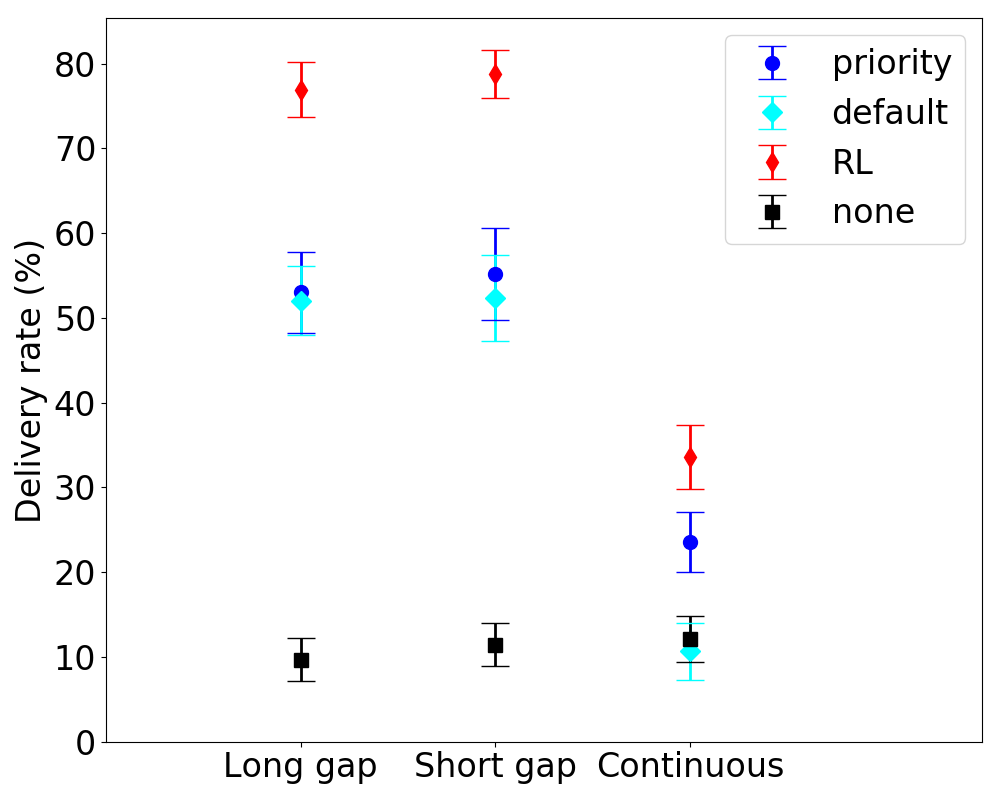 priority
default
RL
none
Delivery rate (%)
80
70
60
50
40
30
20
10
0
Long gap
Short gap
Continuous